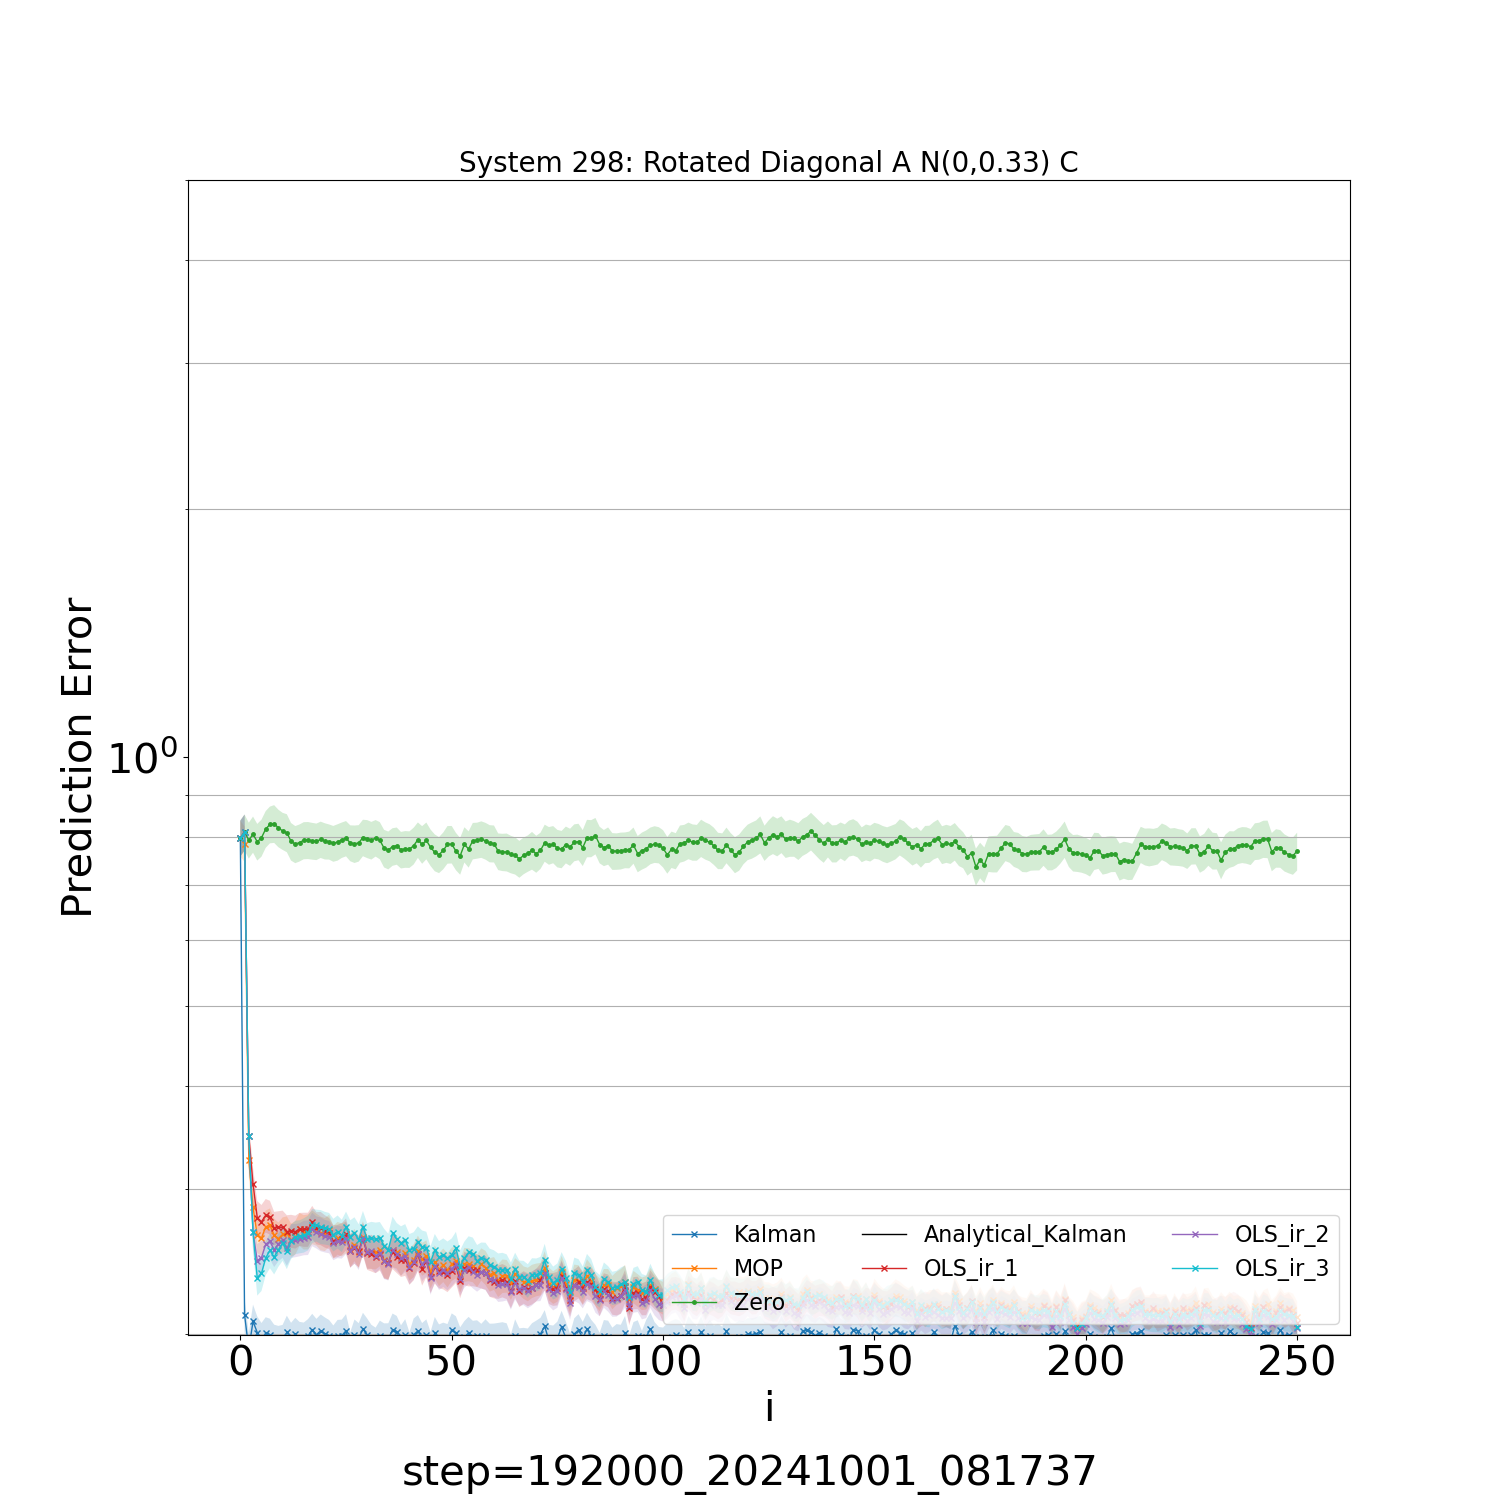 System 298: Rotated Diagonal A N(0,0.33) C
Prediction Error
10⁰
Kalman
MOP
Zero
Analytical_Kalman
OLS_ir_1
OLS_ir_2
OLS_ir_3
0 50 100 150 200 250
i
step=192000_20241001_081737